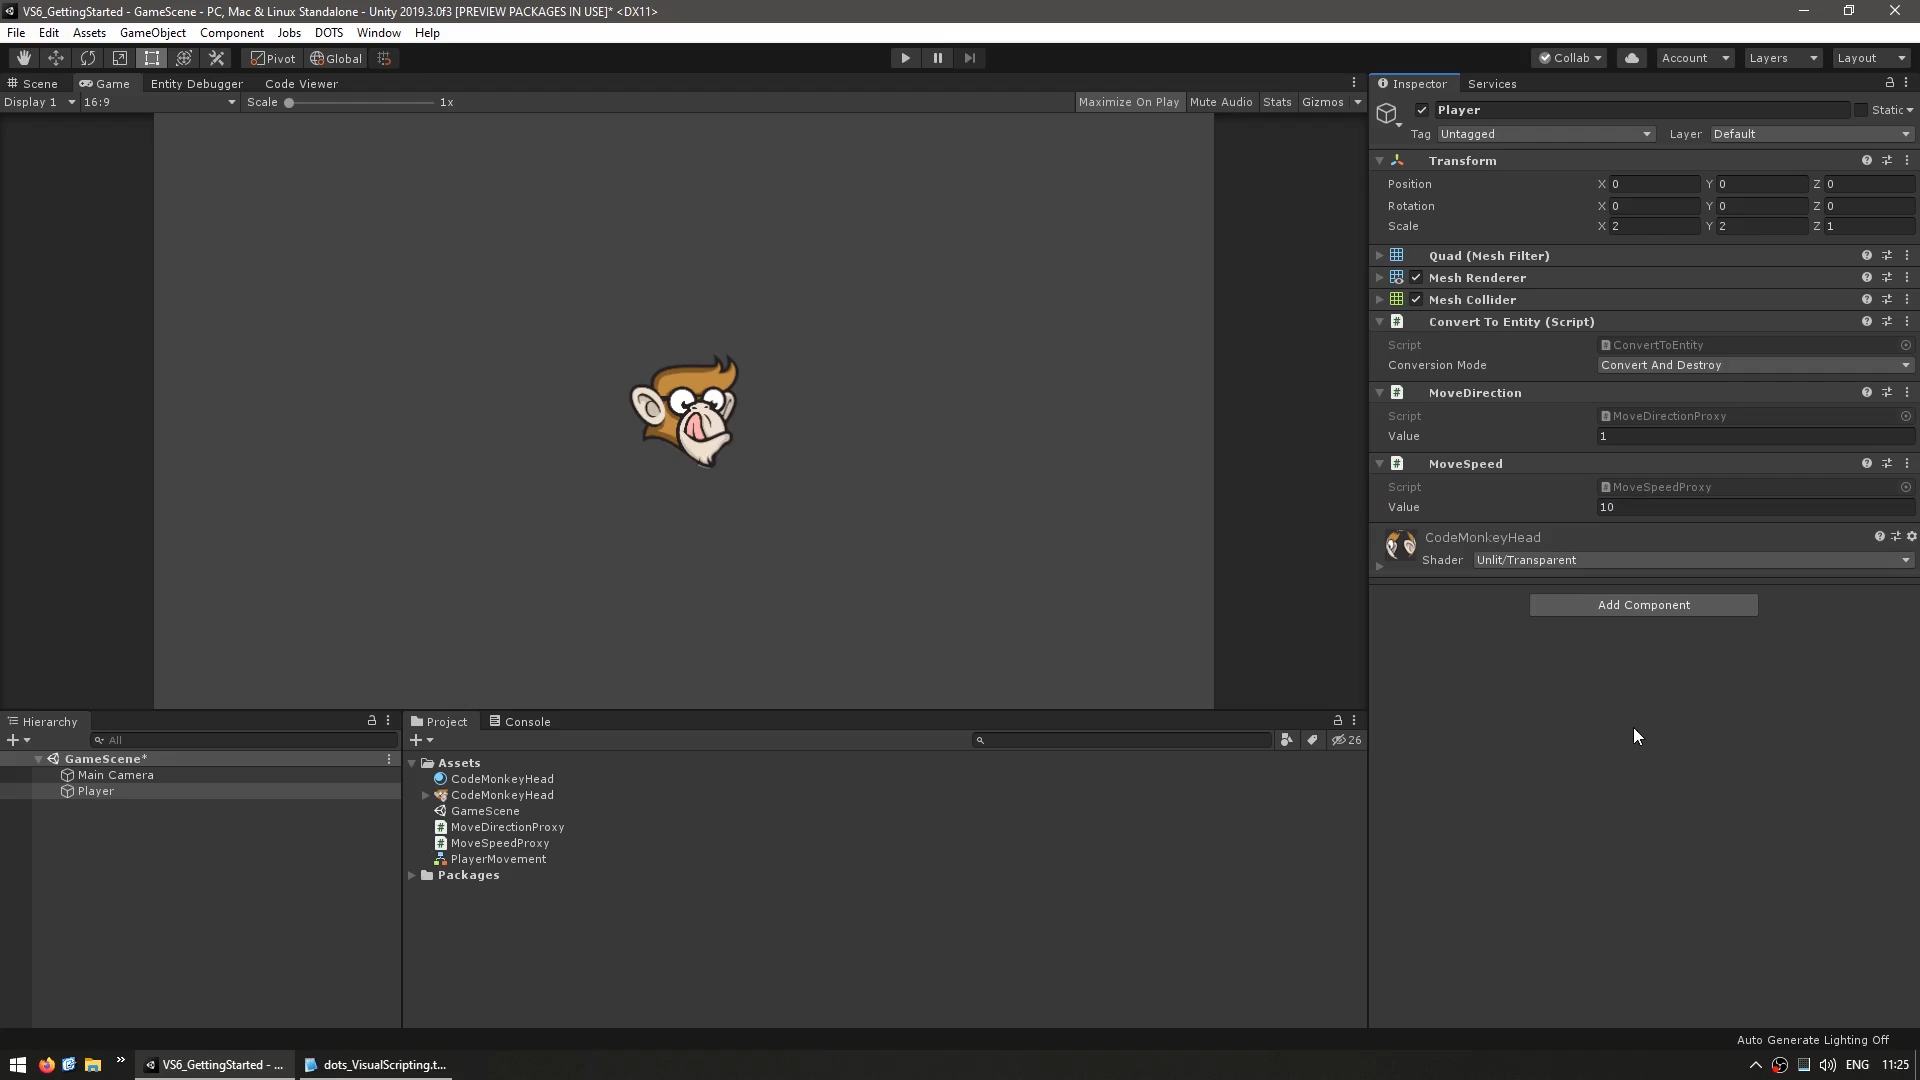 VS6_GettingStarted - GameScene - PC, Mac & Linux Standalone - Unity 2019.3.0f3 [PREVIEW PACKAGES IN USE]* <DX11>
File Edit Assets GameObject Component Jobs DOTS Window Help
Pivot Global Collab Account Layers Layout
Scene Game Entity Debugger Code Viewer
Display 1 16:9 Scale 1x Maximize On Play Mute Audio Stats Gizmos
Inspector Services
Player Static
Tag Untagged Layer Default
Transform
Position X 0 Y 0 Z 0
Rotation X 0 Y 0 Z 0
Scale X 2 Y 2 Z 1
Quad (Mesh Filter)
Mesh Renderer
Mesh Collider
Convert To Entity (Script)
Script ConvertToEntity
Conversion Mode Convert And Destroy
MoveDirection
Script MoveDirectionProxy
Value 1
MoveSpeed
Script MoveSpeedProxy
Value 10
CodeMonkeyHead
Shader Unlit/Transparent
Add Component
Hierarchy
All
GameScene*
Main Camera
Player
Project Console
26
Assets
CodeMonkeyHead
CodeMonkeyHead
GameScene
MoveDirectionProxy
MoveSpeedProxy
PlayerMovement
Packages
Auto Generate Lighting Off
VS6_GettingStarted - ... dots_VisualScripting.t... ENG 11:25